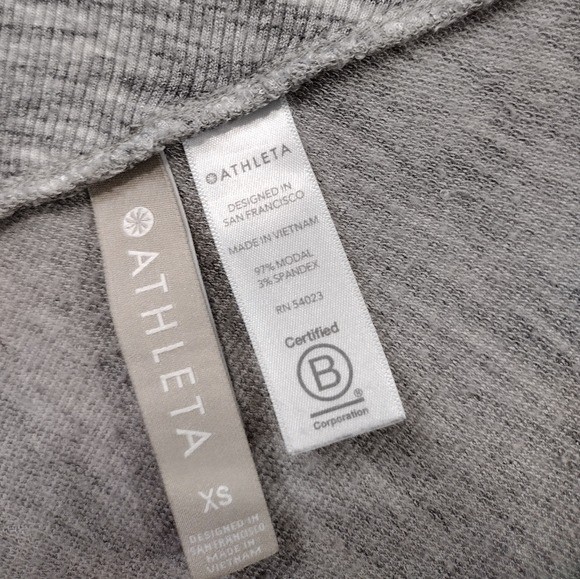 ATHLETA
XS
DESIGNED IN
SAN FRANCISCO
MADE IN
VIETNAM
ATHLETA
DESIGNED IN
SAN FRANCISCO
MADE IN VIETNAM
97% MODAL
3% SPANDEX
RN 54023
Certified
B
®
Corporation